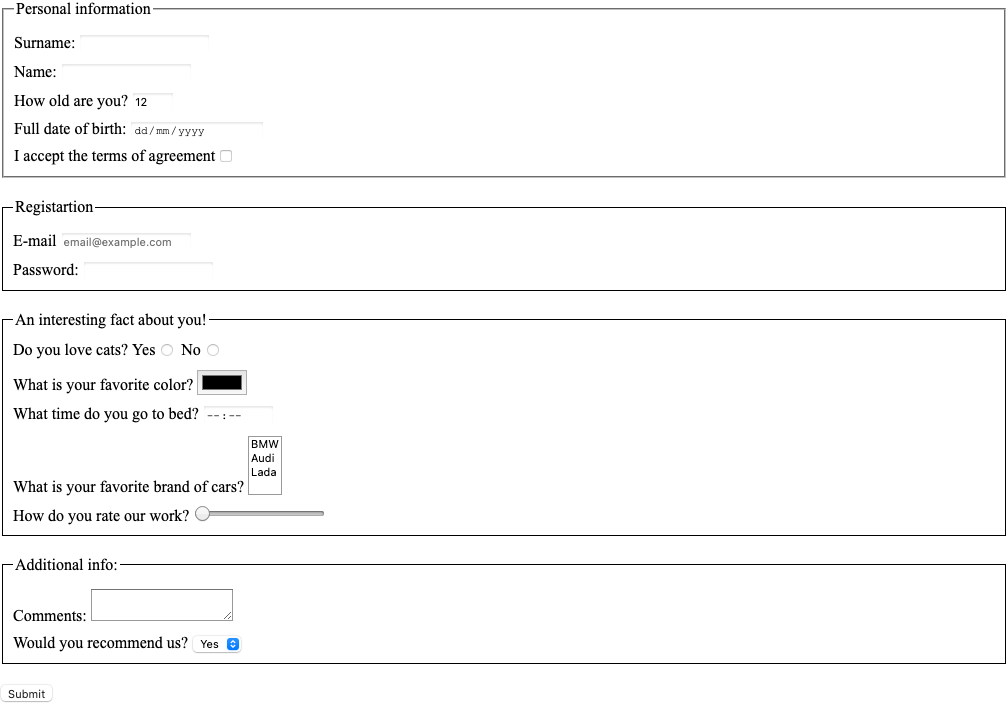 Personal information
Surname:
Name:
How old are you? 12
Full date of birth: dd/mm/yyyy
I accept the terms of agreement
Registartion
E-mail email@example.com
Password:
An interesting fact about you!
Do you love cats? Yes No
What is your favorite color?
What time do you go to bed? --:--
BMW
Audi
Lada
What is your favorite brand of cars?
How do you rate our work?
Additional info:
Comments:
Would you recommend us? Yes
Submit